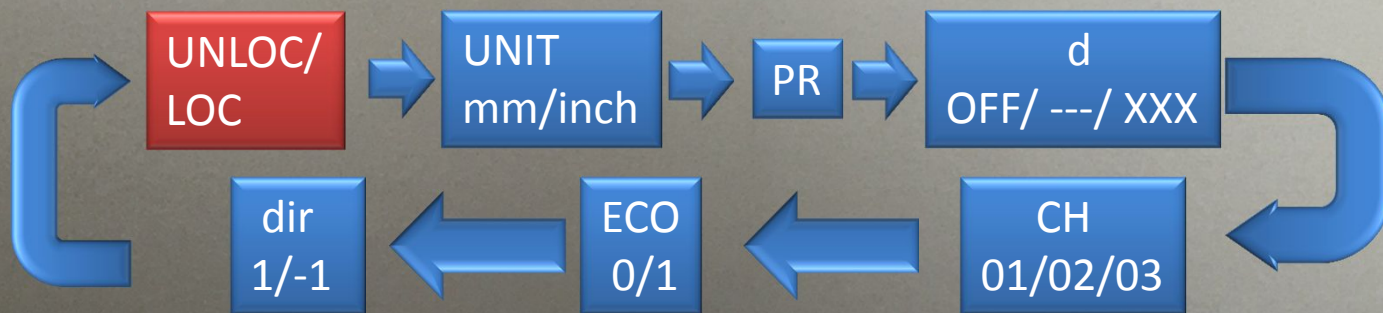 UNLOC/
LOC
UNIT
mm/inch
PR
d
OFF/ ---/ XXX
CH
01/02/03
ECO
0/1
dir
1/-1